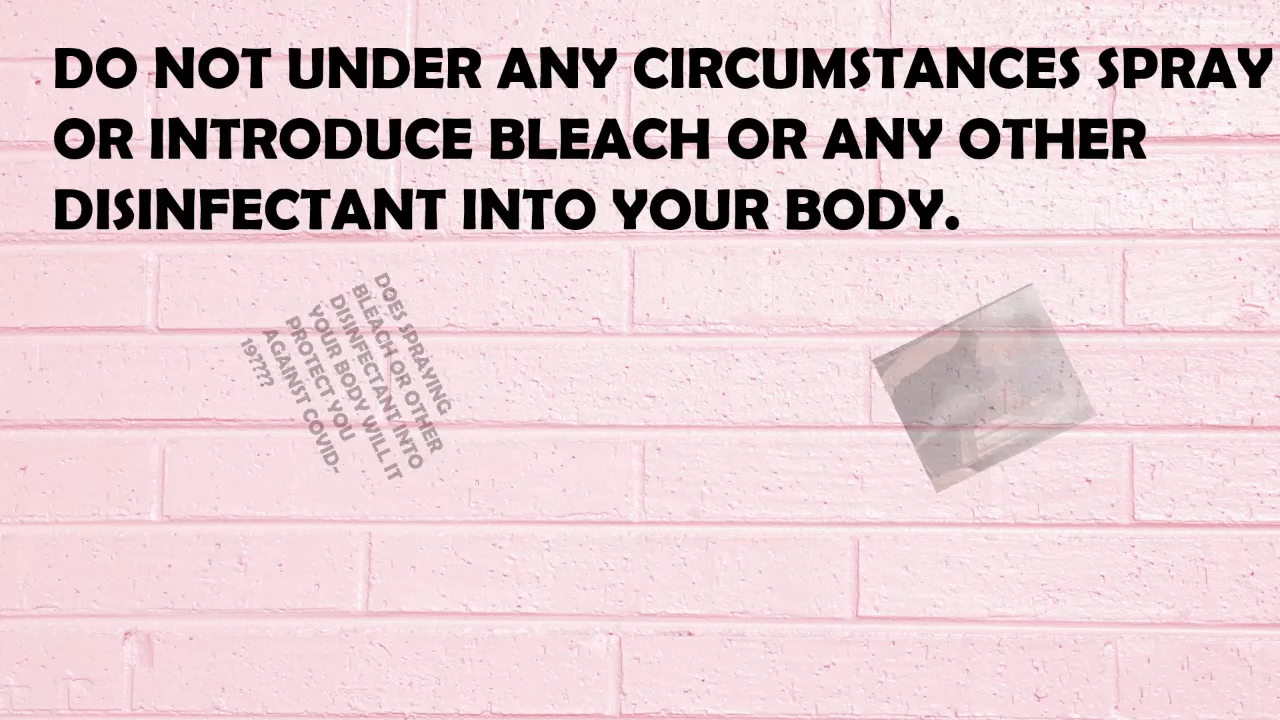 DO NOT UNDER ANY CIRCUMSTANCES SPRAY
OR INTRODUCE BLEACH OR ANY OTHER
DISINFECTANT INTO YOUR BODY.
DOES SPRAYING
BLEACH OR OTHER
DISINFECTANT INTO
YOUR BODY WILL IT
PROTECT YOU
AGAINST COVID-
19????